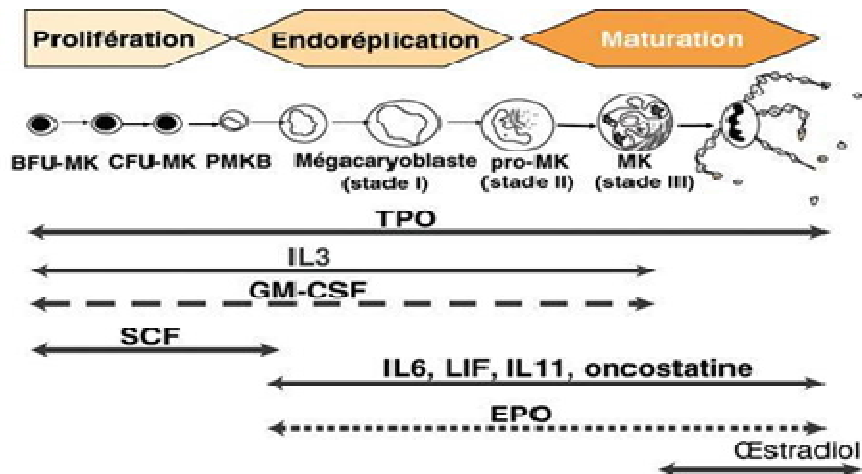 Prolifération Endoréplication Maturation
BFU-MK CFU-MK PMKB Mégacaryoblaste pro-MK MK
(stade I) (stade II) (stade III)
TPO
IL3
GM-CSF
SCF
IL6, LIF, IL11, oncostatine
EPO
Œstradiol